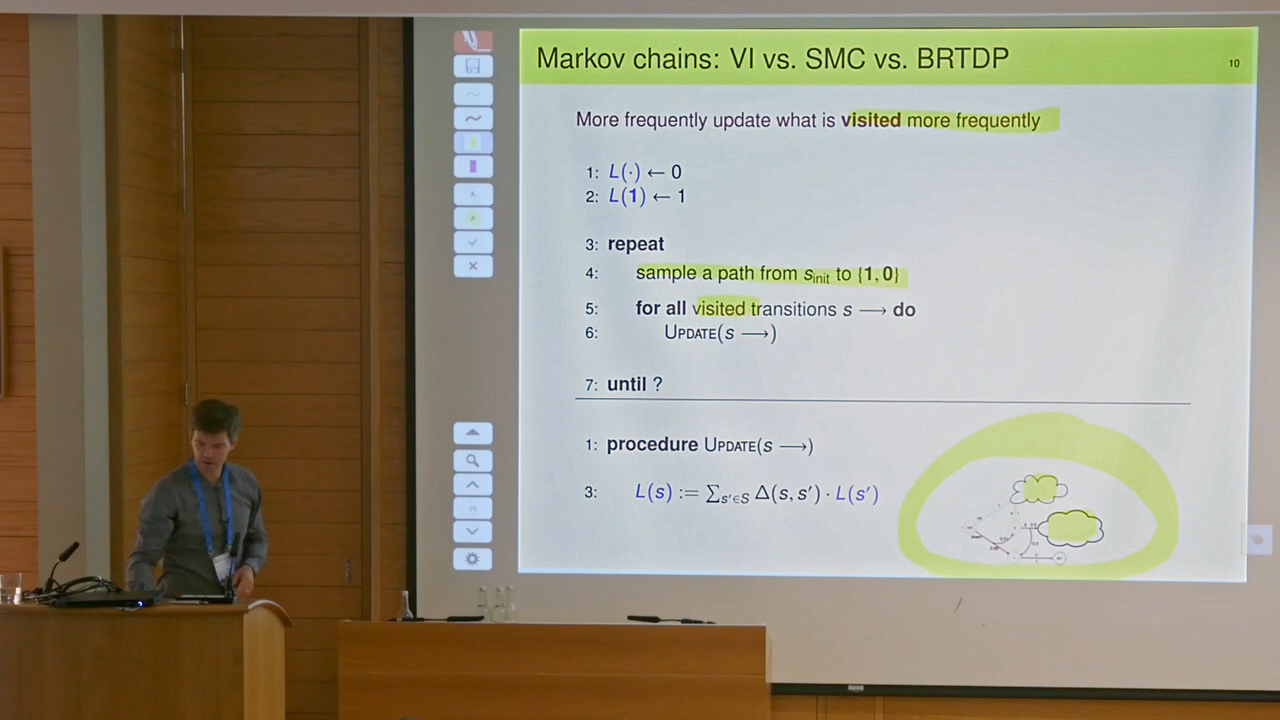 Markov chains: VI vs. SMC vs. BRTDP
10
More frequently update what is visited more frequently
1: L(·) ← 0
2: L(1) ← 1
3: repeat
4: sample a path from s_init to {1, 0}
5: for all visited transitions s ⟶ do
6: UPDATE(s ⟶)
7: until ?
1: procedure UPDATE(s ⟶)
3: L(s) := ∑_{s'∈S} Δ(s, s') · L(s')